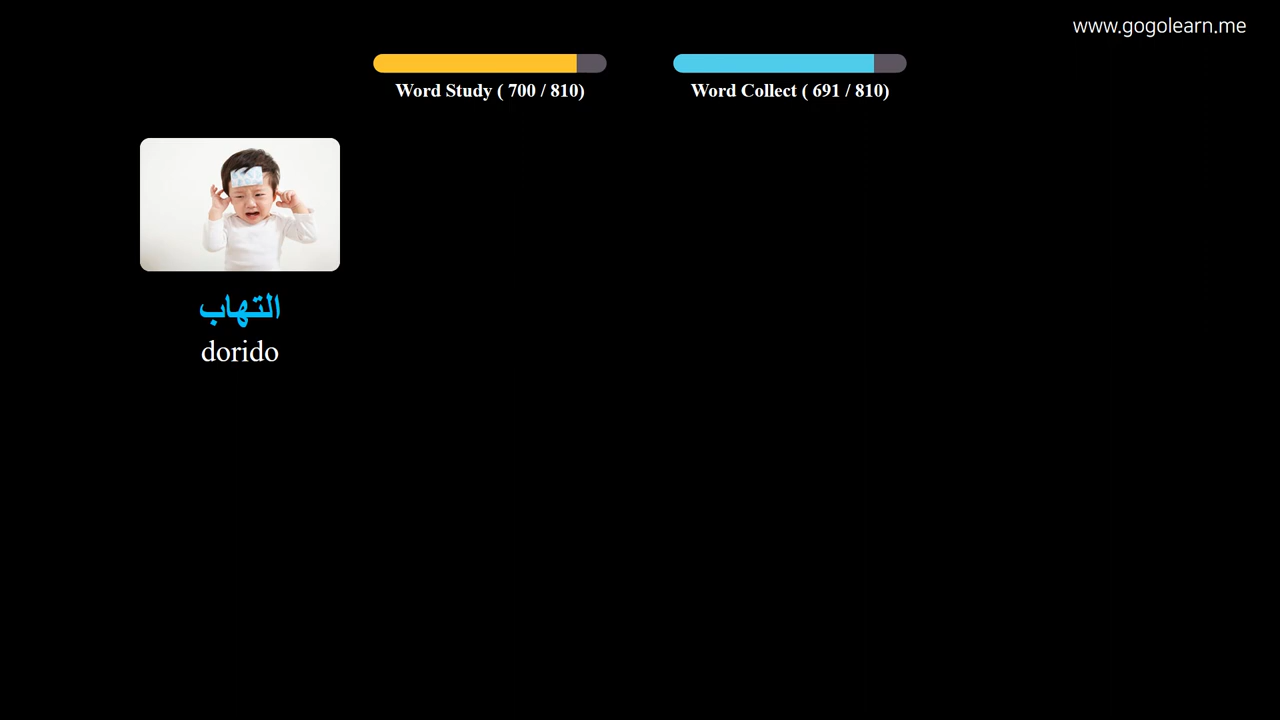 www.gogolearn.me
Word Study ( 700 / 810)
Word Collect ( 691 / 810)
التهاب
dorido